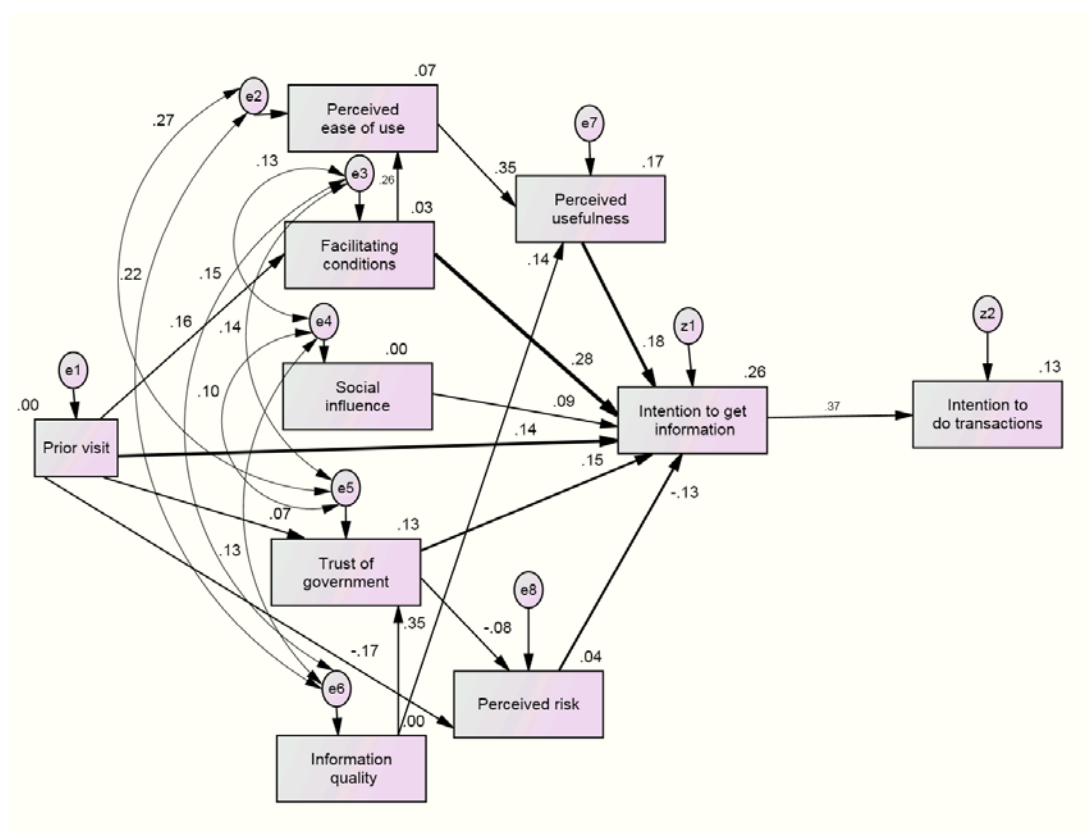 .07
e2
Perceived
ease of use
.27
e7
.13
e3
.26
.35
.17
Perceived
usefulness
.03
Facilitating
conditions
.22
.15
.14
.16
.14
e4
z1
z2
.18
.00
.28
.26
.13
e1
Social
influence
.10
.09
.37
Intention to get
information
Intention to
do transactions
.00
Prior visit
.14
.15
e5
-.13
.07
.13
Trust of
government
.13
e8
.35
-.08
-.17
.04
e6
Perceived risk
.00
Information
quality